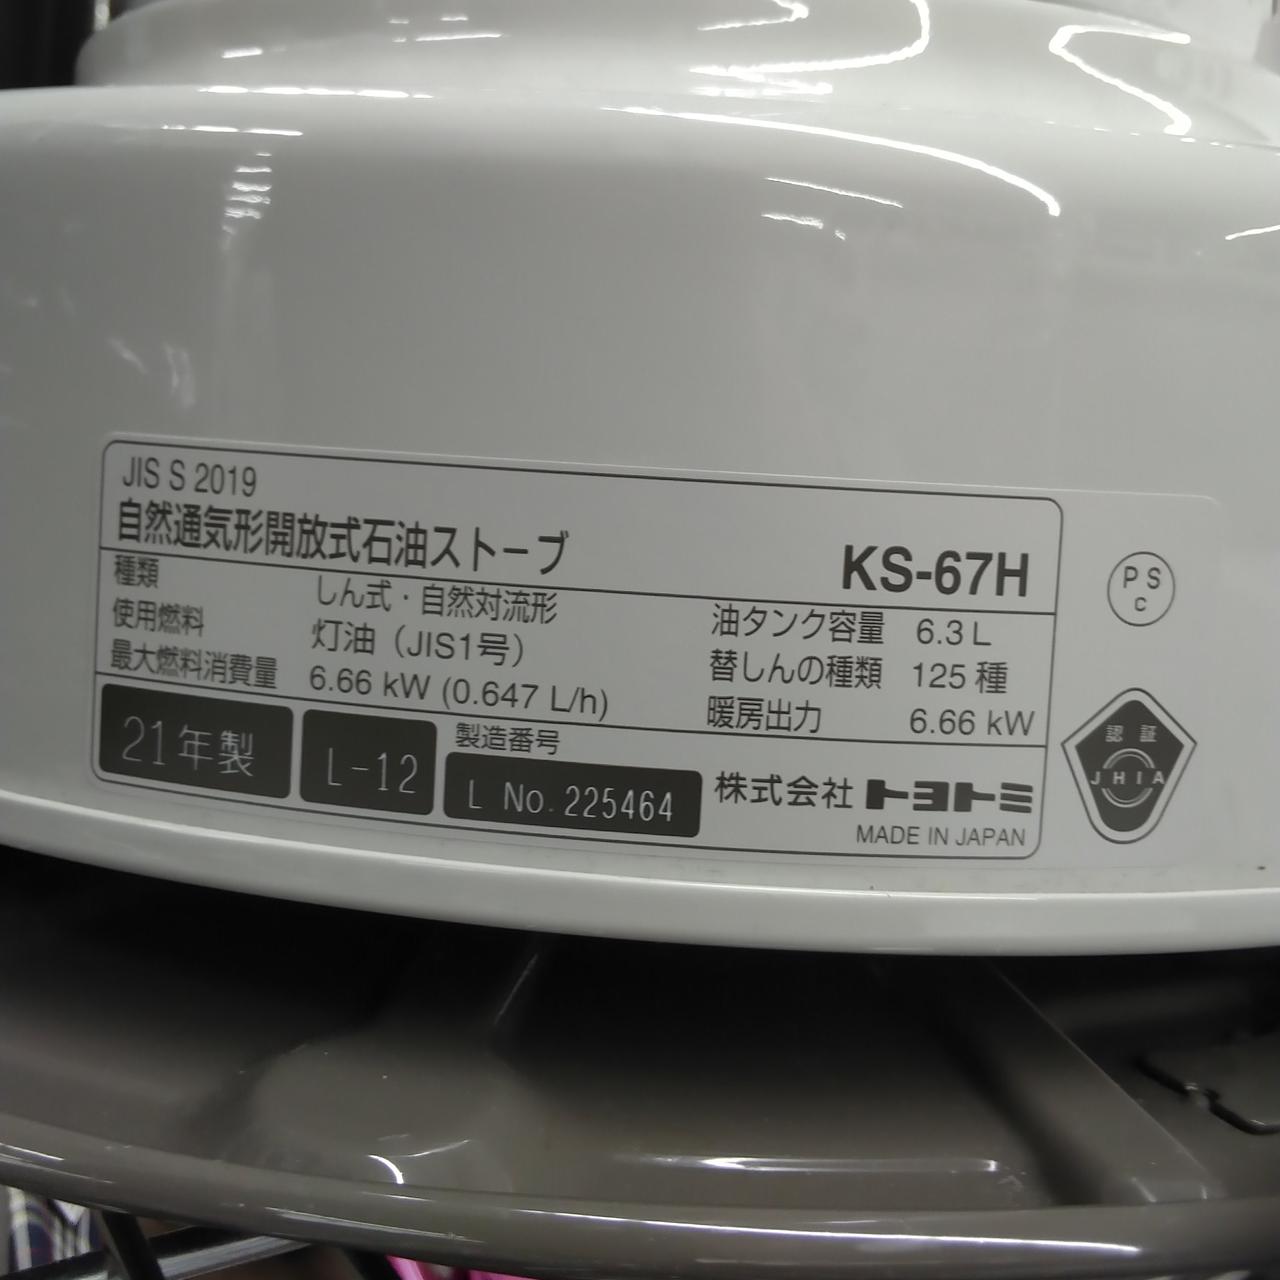 JIS S 2019
自然通気形開放式石油ストーブ KS-67H
種類 しん式・自然対流形
使用燃料 灯油（JIS1号）
最大燃料消費量 6.66 kW (0.647 L/h)
油タンク容量 6.3 L
替しんの種類 125 種
暖房出力 6.66 kW
21年製 L-12
製造番号
L No. 225464
株式会社 トヨトミ
MADE IN JAPAN
PS
C
認証
JHIA